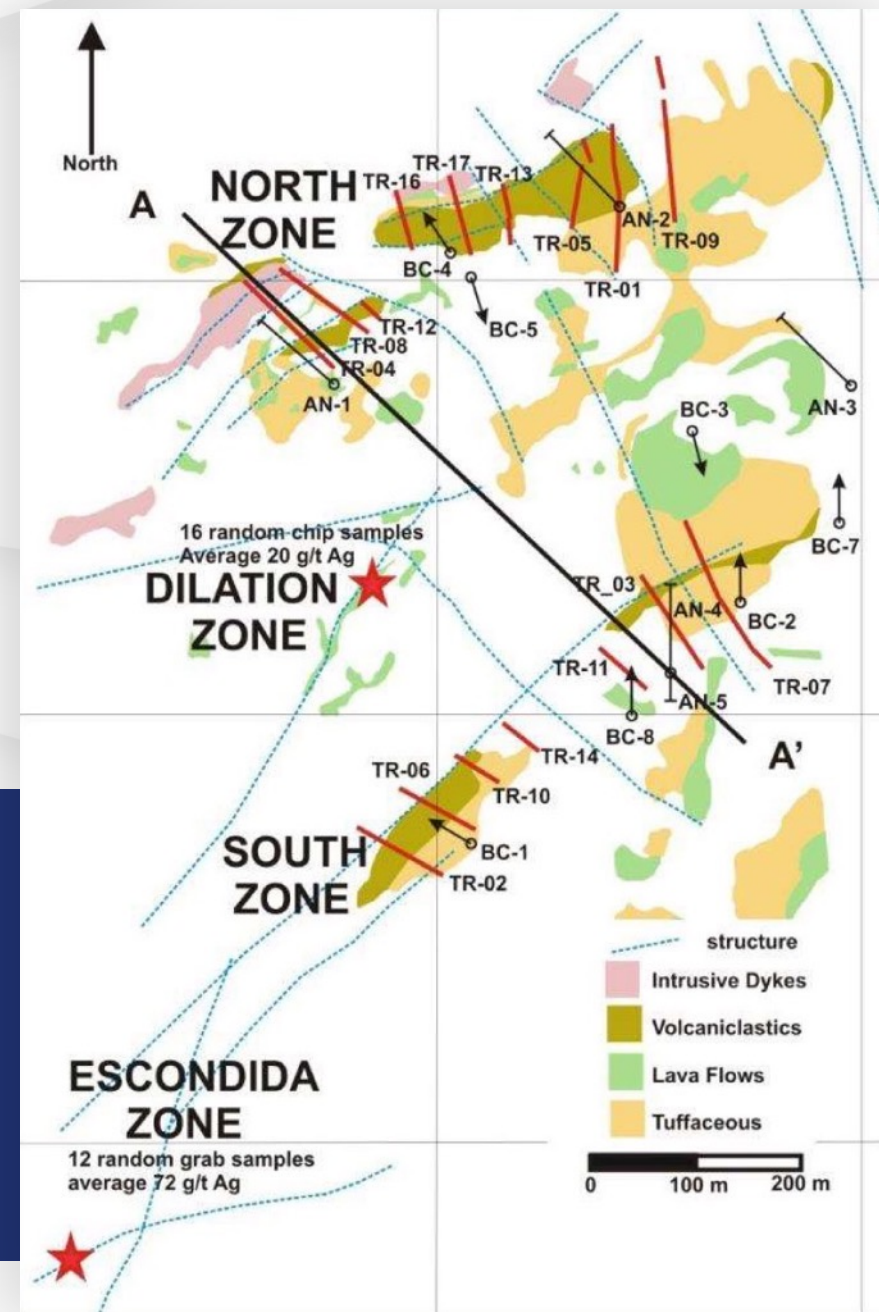 North
A
NORTH
ZONE
TR-16
TR-17
TR-13
BC-4
BC-5
TR-05
AN-2
TR-09
TR-01
TR-12
TR-08
TR-04
AN-1
BC-3
AN-3
BC-7
16 random chip samples
Average 20 g/t Ag
DILATION
ZONE
TR_03
AN-4
BC-2
TR-11
AN-5
TR-07
BC-8
A'
TR-14
TR-06
TR-10
SOUTH
ZONE
BC-1
TR-02
structure
Intrusive Dykes
Volcaniclastics
Lava Flows
Tuffaceous
ESCONDIDA
ZONE
12 random grab samples
average 72 g/t Ag
0 100 m 200 m